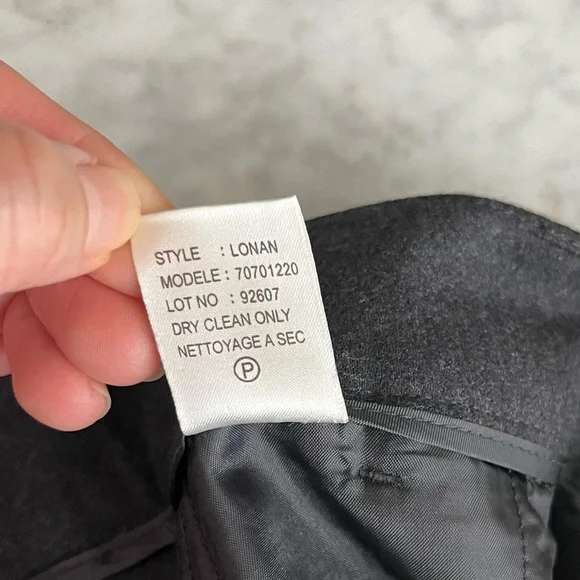 STYLE : LONAN
MODELE : 70701220
LOT NO : 92607
DRY CLEAN ONLY
NETTOYAGE A SEC
P